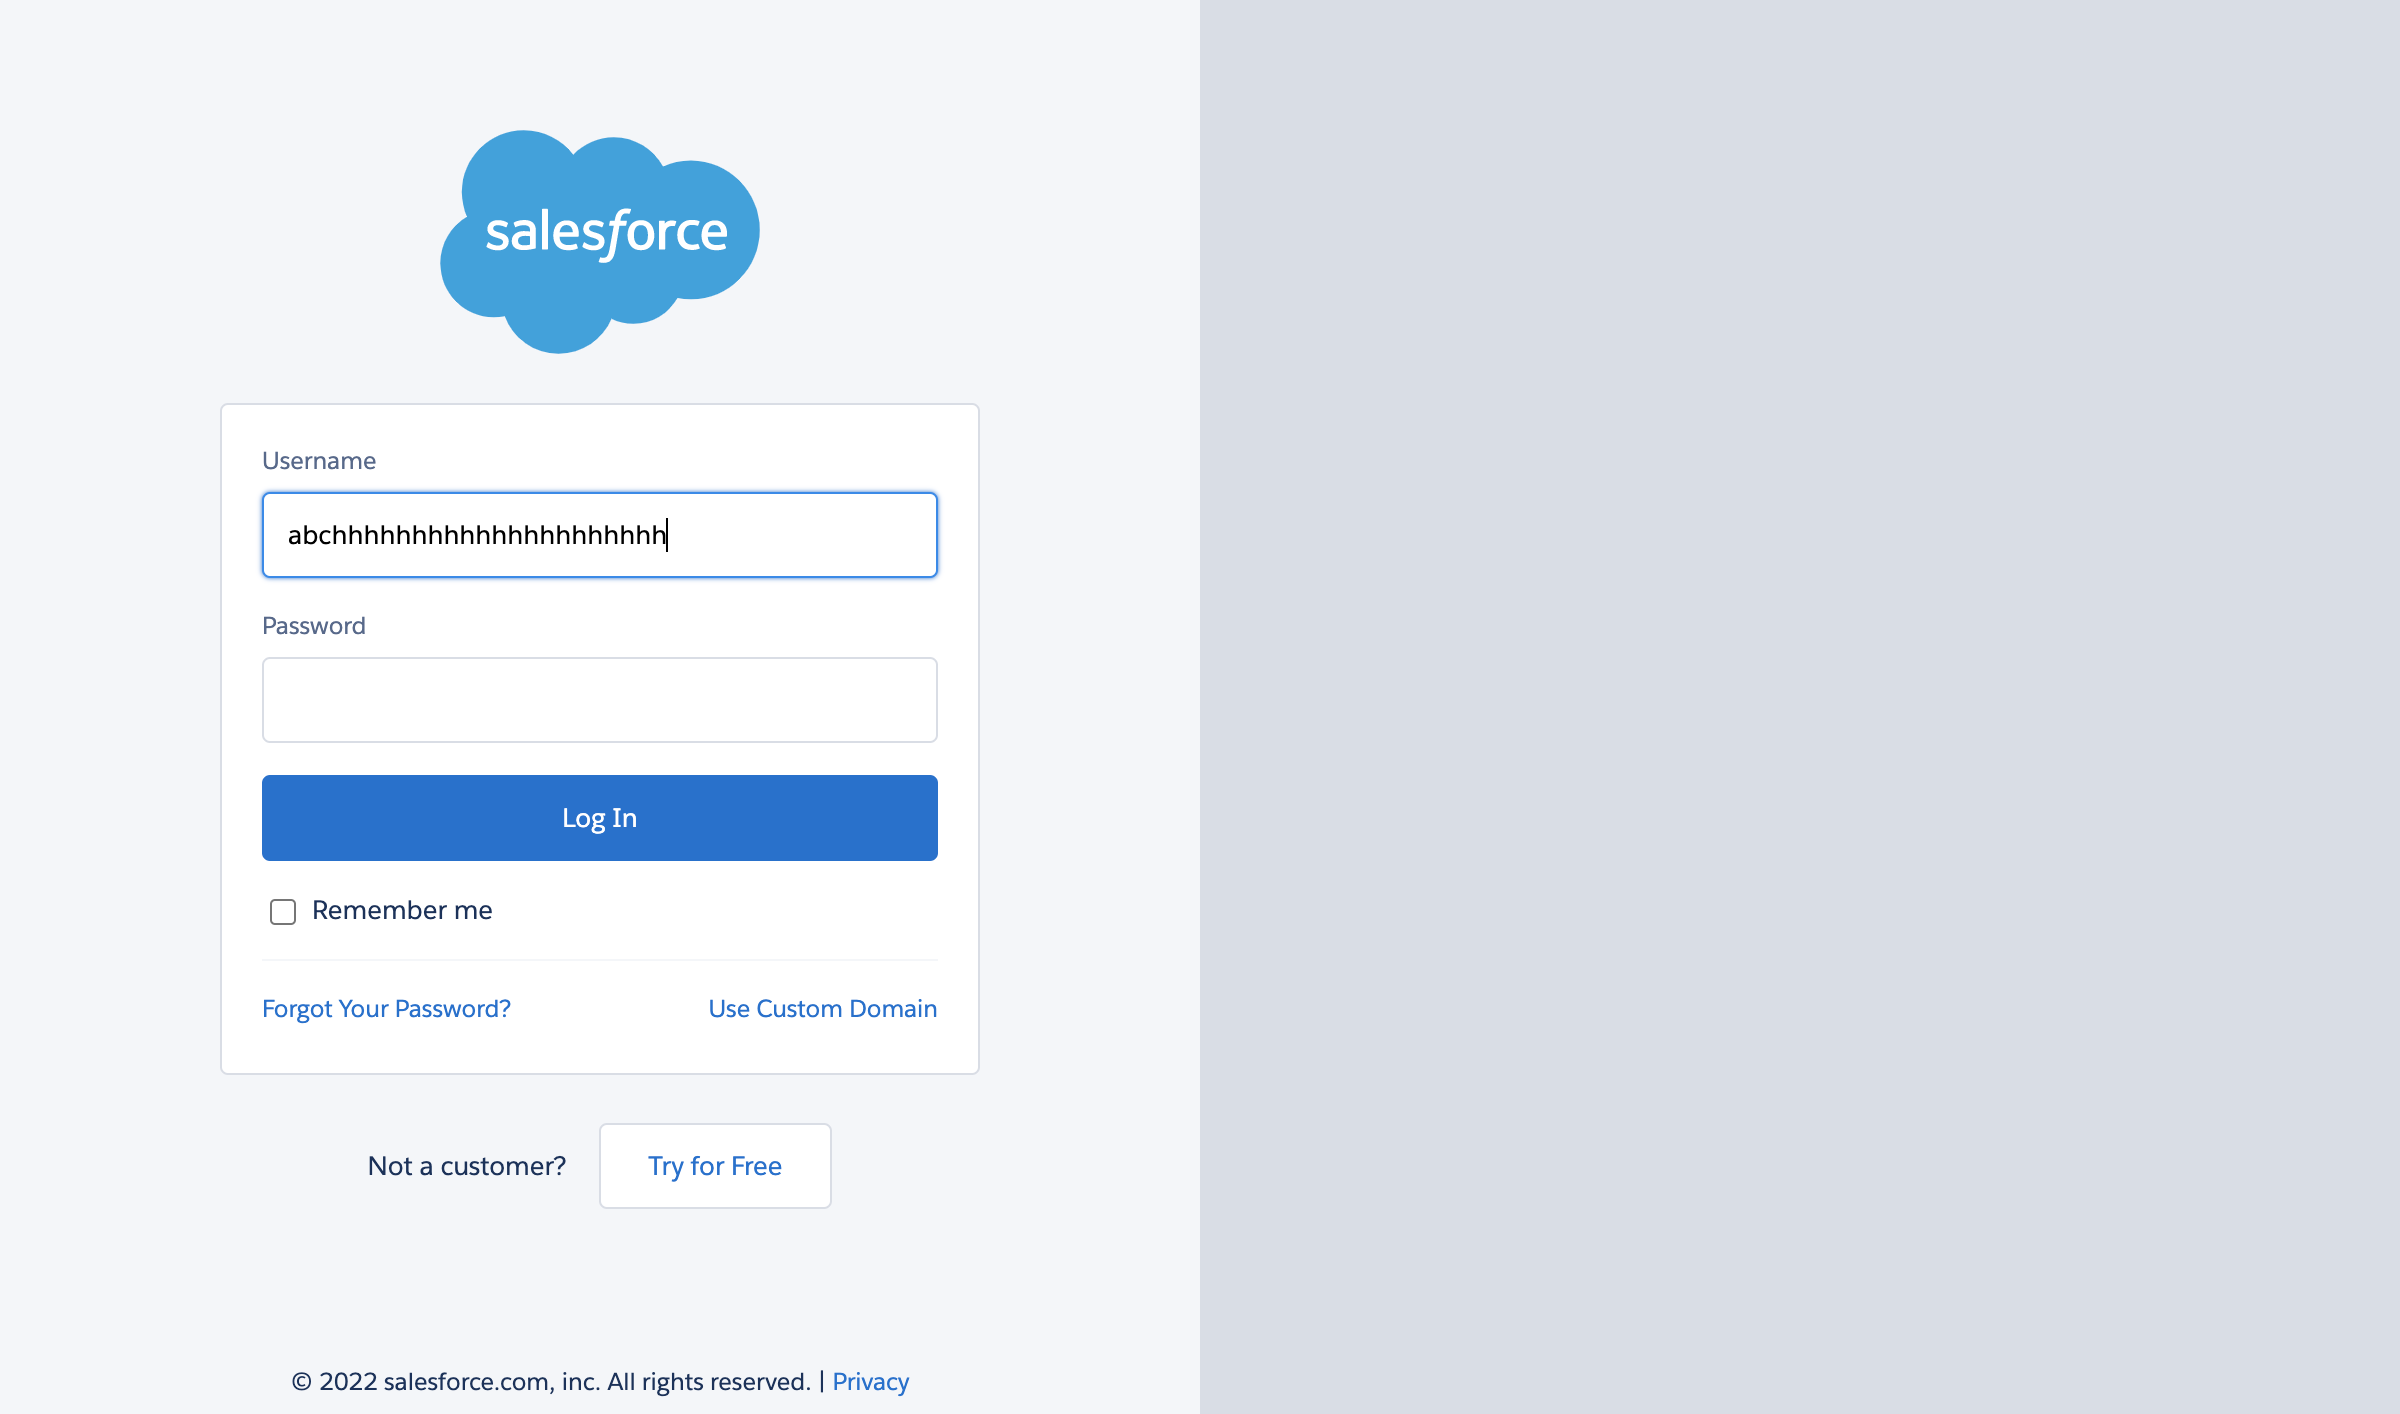 salesforce
Username
abchhhhhhhhhhhhhhhhhhhhh
Password
Log In
Remember me
Forgot Your Password? Use Custom Domain
Not a customer? Try for Free
© 2022 salesforce.com, inc. All rights reserved. | Privacy